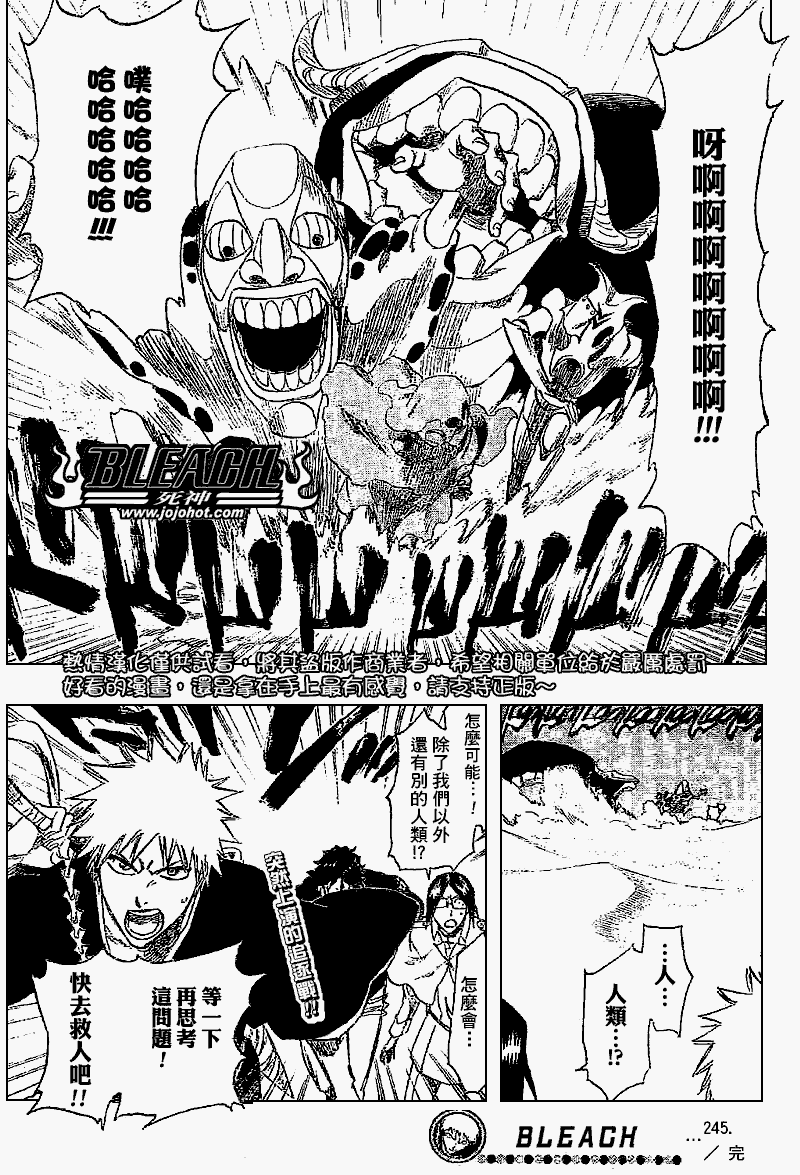 呀啊啊啊啊啊啊啊啊!!!
噗哈哈哈哈
哈哈哈哈哈!!!
BLEACH
死神
www.jojohot.com
熱情漢化僅供試看，將其盜版作商業者，希望相關單位給於嚴厲處罰
好看的漫畫，還是拿在手上最有感覺，請支持正版～
…人…
人類…!?
怎麼可能…！
除了我們以外
還有別的人類!?
怎麼會…
突然上演的追逐戰!!
等一下
再思考
這問題！
快去救人吧!!
BLEACH
…245.
／完